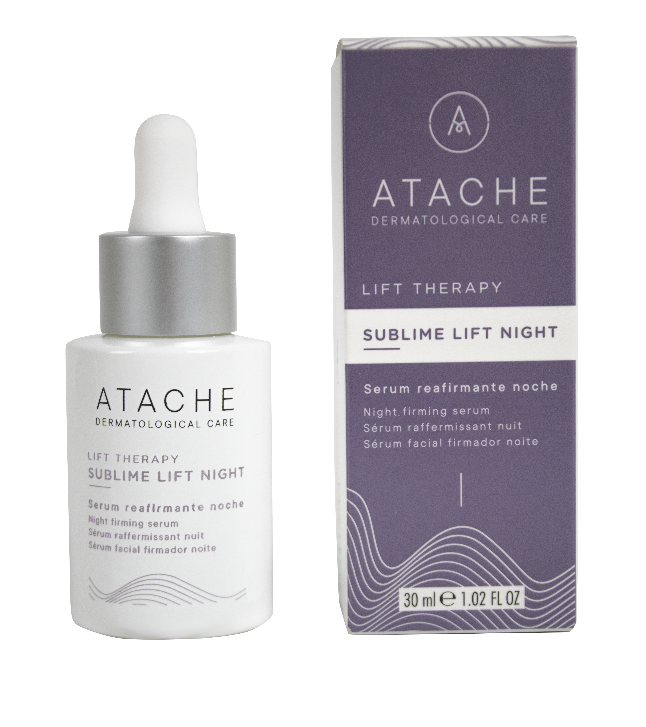 ATACHE
DERMATOLOGICAL CARE
LIFT THERAPY
SUBLIME LIFT NIGHT
Serum reafirmante noche
Night firming serum
Sérum raffermissant nuit
Sérum facial firmador noite
ATACHE
DERMATOLOGICAL CARE
LIFT THERAPY
SUBLIME LIFT NIGHT
Serum reafirmante noche
Night firming serum
Sérum raffermissant nuit
Sérum facial firmador noite
30 ml ℮ 1.02 FL OZ